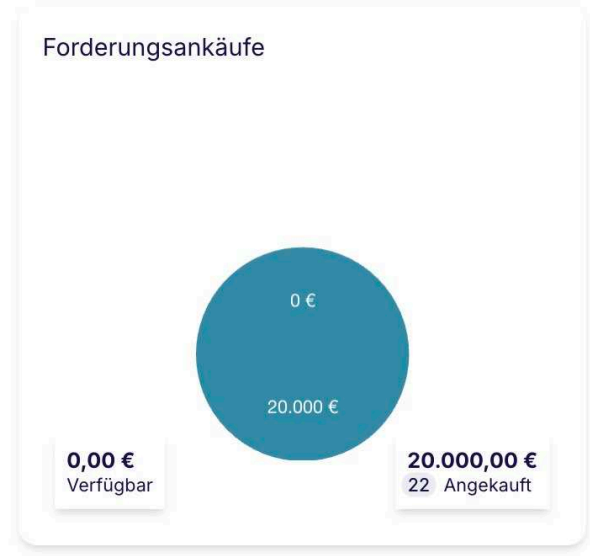 Forderungsankäufe
0 €
20.000 €
0,00 €
Verfügbar
20.000,00 €
22 Angekauft